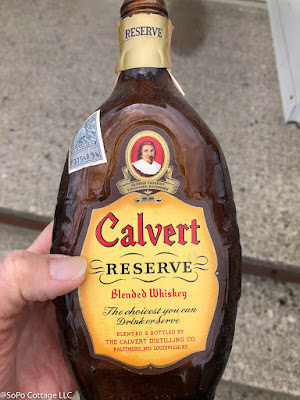 RESERVE
Calvert
RESERVE
Blended Whiskey
The choicest you can
Drink or Serve
BLENDED & BOTTLED BY
THE CALVERT DISTILLING CO.
BALTIMORE, MD. LOUISVILLE, KY.
©SoPo Cottage LLC